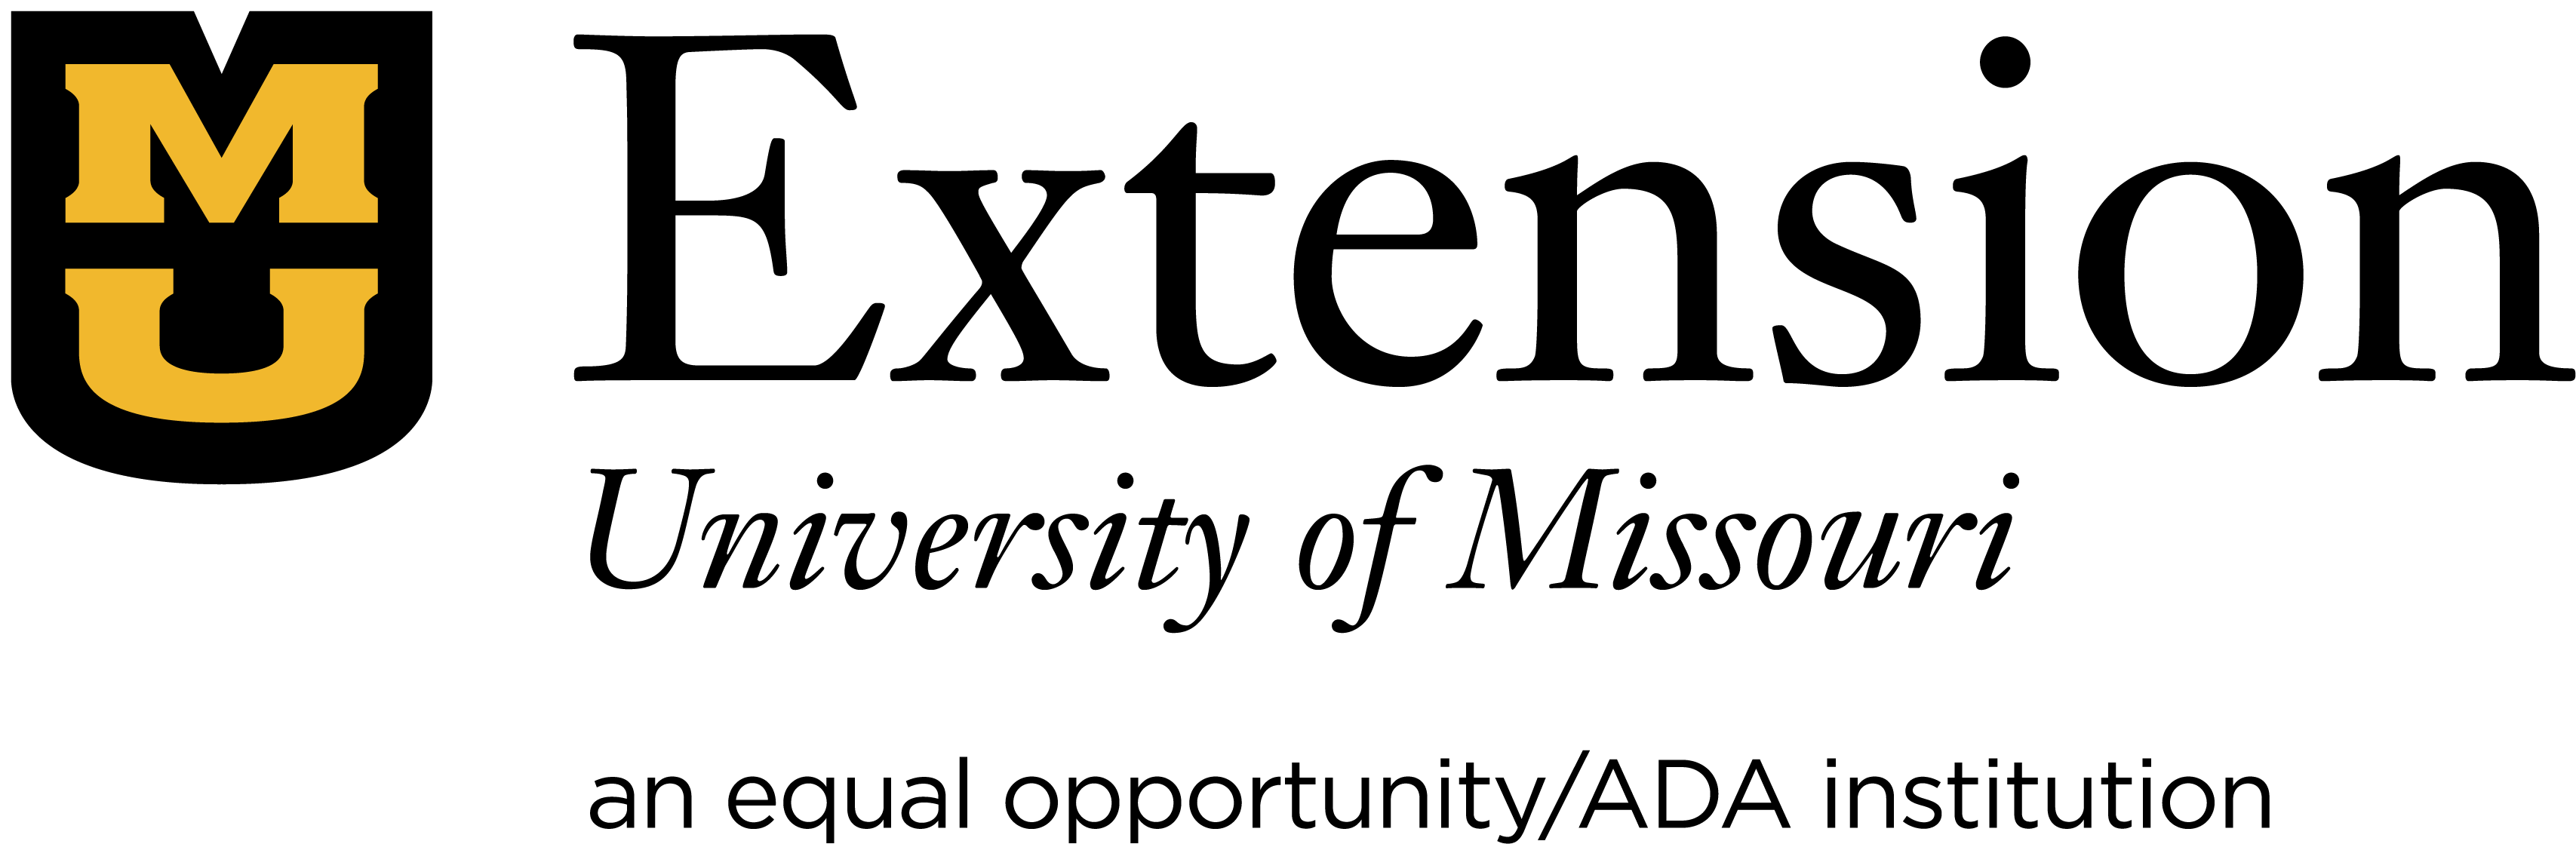 MU
Extension
University of Missouri
an equal opportunity/ADA institution